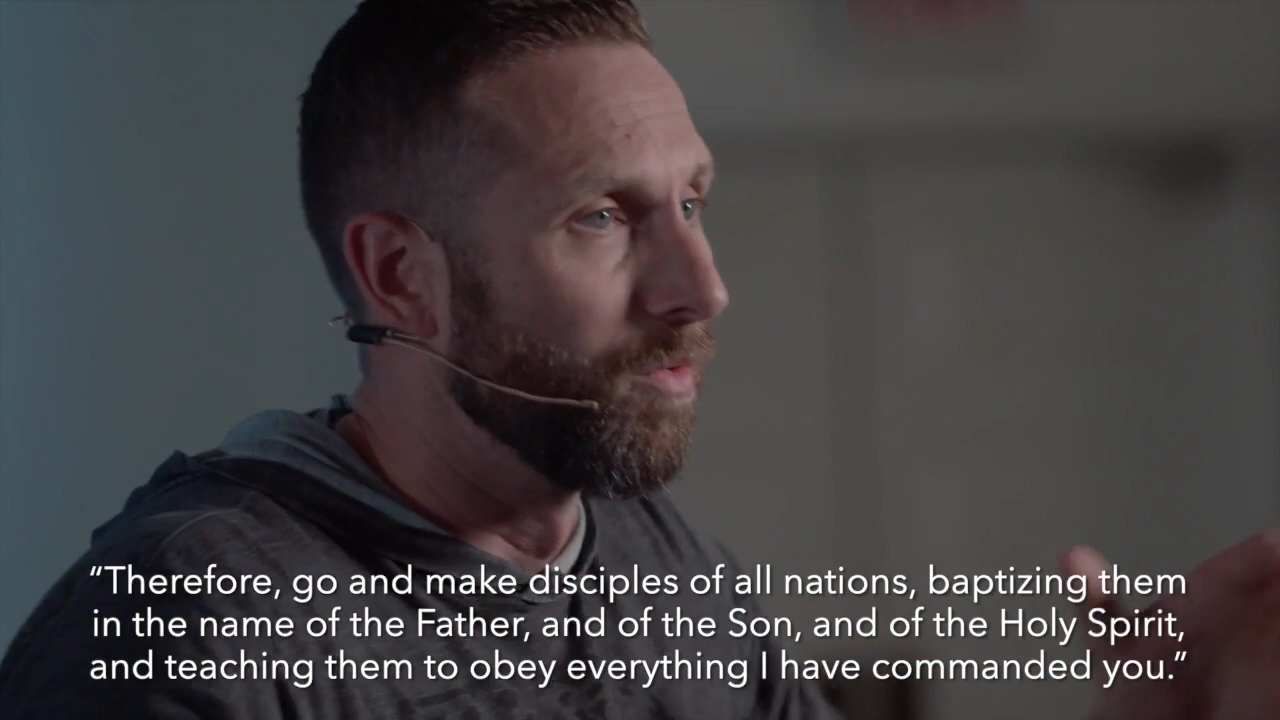 “Therefore, go and make disciples of all nations, baptizing them
in the name of the Father, and of the Son, and of the Holy Spirit,
and teaching them to obey everything I have commanded you.”